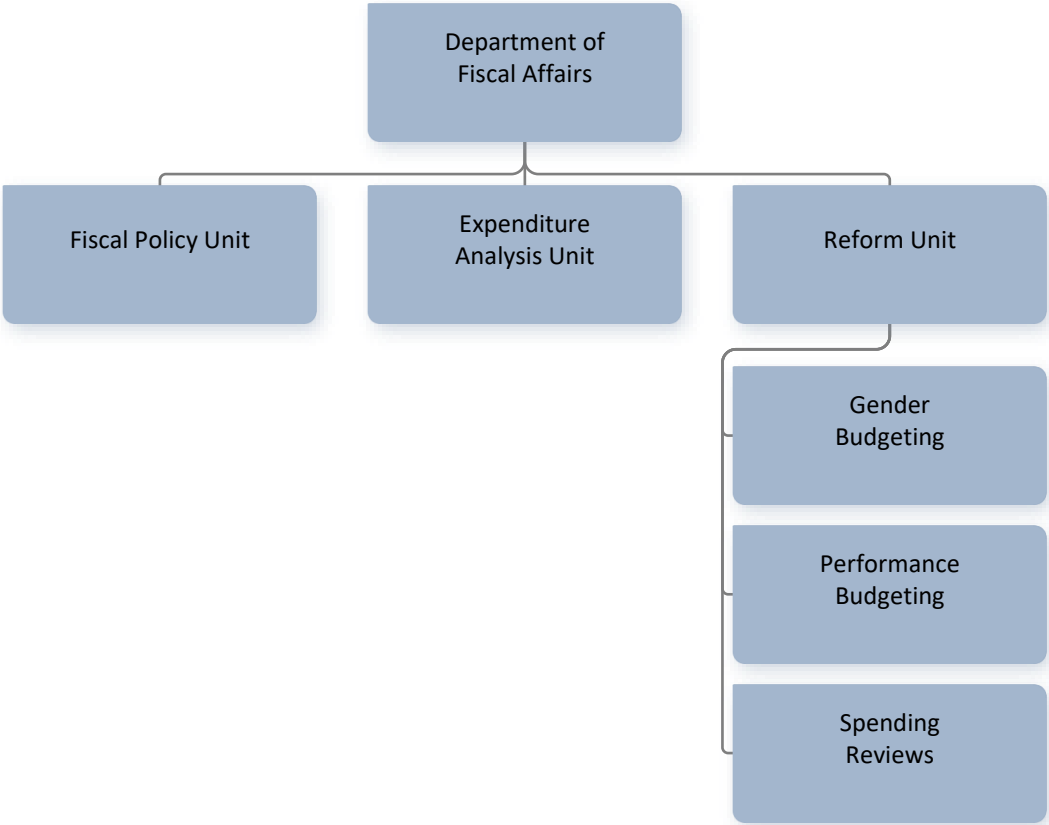 Department of
Fiscal Affairs
Fiscal Policy Unit
Expenditure
Analysis Unit
Reform Unit
Gender
Budgeting
Performance
Budgeting
Spending
Reviews